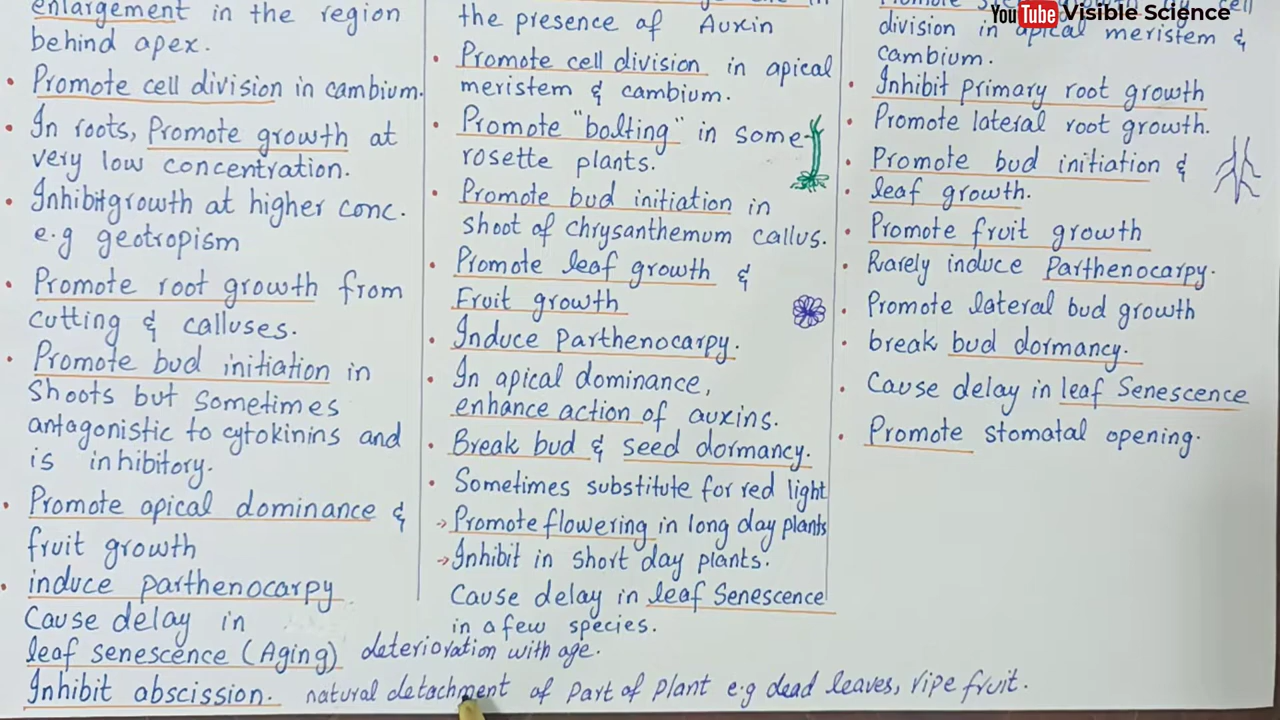 enlargement in the region
behind apex.
• Promote cell division in cambium.
• In roots, Promote growth at
very low concentration.
• Inhibit growth at higher conc.
e.g geotropism
• Promote root growth from
cutting & calluses.
• Promote bud initiation in
Shoots but Sometimes
antagonistic to cytokinins and
is inhibitory.
• Promote apical dominance &
fruit growth
• induce parthenocarpy
Cause delay in
leaf senescence (Aging) deterioration with age.
Inhibit abscission. natural detachment of Part of Plant e.g dead leaves, ripe fruit.
the presence of Auxin
• Promote cell division in apical
meristem & cambium.
• Promote "bolting" in some
rosette plants.
• Promote bud initiation in
shoot of chrysanthemum callus.
• Promote leaf growth &
Fruit growth
• Induce Parthenocarpy.
• In apical dominance,
enhance action of auxins.
• Break bud & seed dormancy.
• Sometimes substitute for red light
→ Promote flowering in long day plants
→ Inhibit in short day plants.
Cause delay in leaf Senescence
in a few species.
YouTube Visible Science
division in apical meristem &
cambium.
• Inhibit primary root growth
• Promote lateral root growth.
• Promote bud initiation &
• leaf growth.
• Promote fruit growth
• Rarely induce Parthenocarpy.
• Promote lateral bud growth
• break bud dormancy.
• Cause delay in leaf Senescence
• Promote stomatal opening.